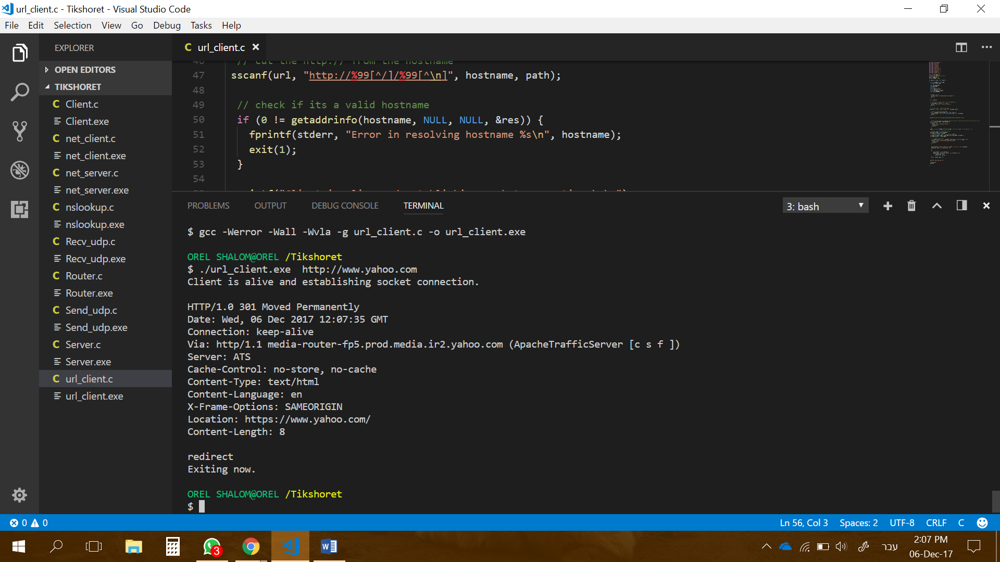 url_client.c - Tikshoret - Visual Studio Code
File Edit Selection View Go Debug Tasks Help
EXPLORER
OPEN EDITORS
TIKSHORET
C Client.c
Client.exe
C net_client.c
net_client.exe
C net_server.c
net_server.exe
C nslookup.c
nslookup.exe
C Recv_udp.c
Recv_udp.exe
C Router.c
Router.exe
C Send_udp.c
Send_udp.exe
C Server.c
Server.exe
C url_client.c
url_client.exe
C url_client.c
46 // cut the http:// from the hostname
47 sscanf(url, "http://%99[^/]/%99[^\n]", hostname, path);
48
49 // check if its a valid hostname
50 if (0 != getaddrinfo(hostname, NULL, NULL, &res)) {
51 fprintf(stderr, "Error in resolving hostname %s\n", hostname);
52 exit(1);
53 }
54
PROBLEMS OUTPUT DEBUG CONSOLE TERMINAL
3: bash
$ gcc -Werror -Wall -Wvla -g url_client.c -o url_client.exe
OREL SHALOM@OREL /Tikshoret
$ ./url_client.exe  http://www.yahoo.com
Client is alive and establishing socket connection.
HTTP/1.0 301 Moved Permanently
Date: Wed, 06 Dec 2017 12:07:35 GMT
Connection: keep-alive
Via: http/1.1 media-router-fp5.prod.media.ir2.yahoo.com (ApacheTrafficServer [c s f ])
Server: ATS
Cache-Control: no-store, no-cache
Content-Type: text/html
Content-Language: en
X-Frame-Options: SAMEORIGIN
Location: https://www.yahoo.com/
Content-Length: 8
redirect
Exiting now.
OREL SHALOM@OREL /Tikshoret
$
0 0
Ln 56, Col 3 Spaces: 2 UTF-8 CRLF C
3
עבר
2:07 PM
06-Dec-17